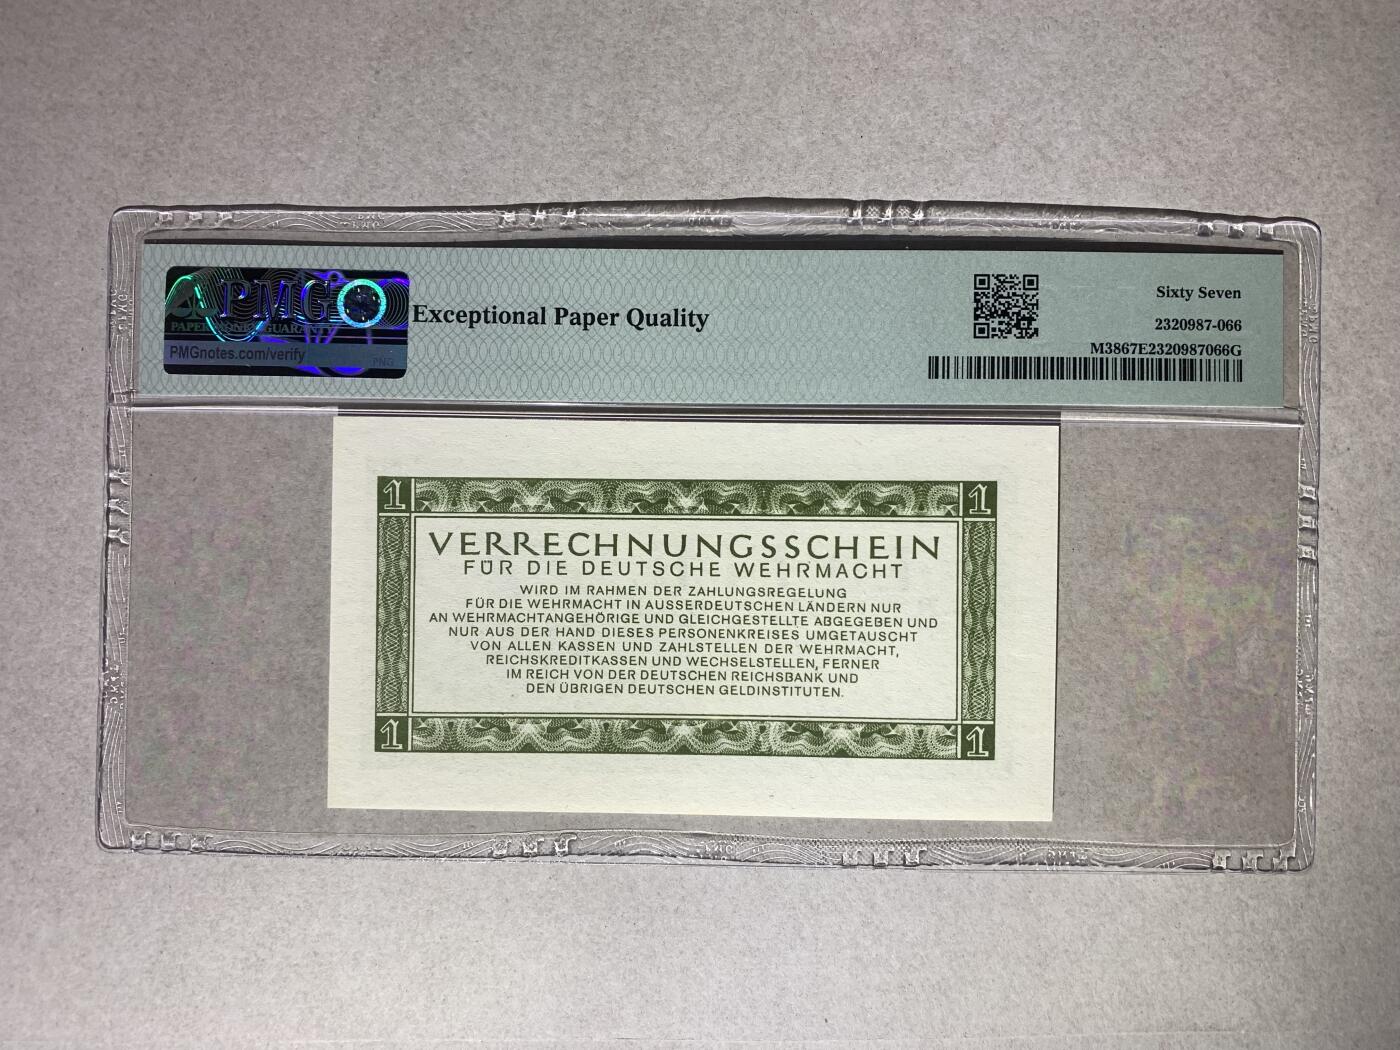 PMG
PAPER MONEY GUARANTY
PMGnotes.com/verify
PNG
Exceptional Paper Quality
Sixty Seven
2320987-066
M3867E2320987066G
1
1
VERRECHNUNGSSCHEIN
FÜR DIE DEUTSCHE WEHRMACHT
WIRD IM RAHMEN DER ZAHLUNGSREGELUNG
FÜR DIE WEHRMACHT IN AUSSERDEUTSCHEN LÄNDERN NUR
AN WEHRMACHTANGEHÖRIGE UND GLEICHGESTELLTE ABGEGEBEN UND
NUR AUS DER HAND DIESES PERSONENKREISES UMGETAUSCHT
VON ALLEN KASSEN UND ZAHLSTELLEN DER WEHRMACHT,
REICHSKREDITKASSEN UND WECHSELSTELLEN, FERNER
IM REICH VON DER DEUTSCHEN REICHSBANK UND
DEN ÜBRIGEN DEUTSCHEN GELDINSTITUTEN.
1
1